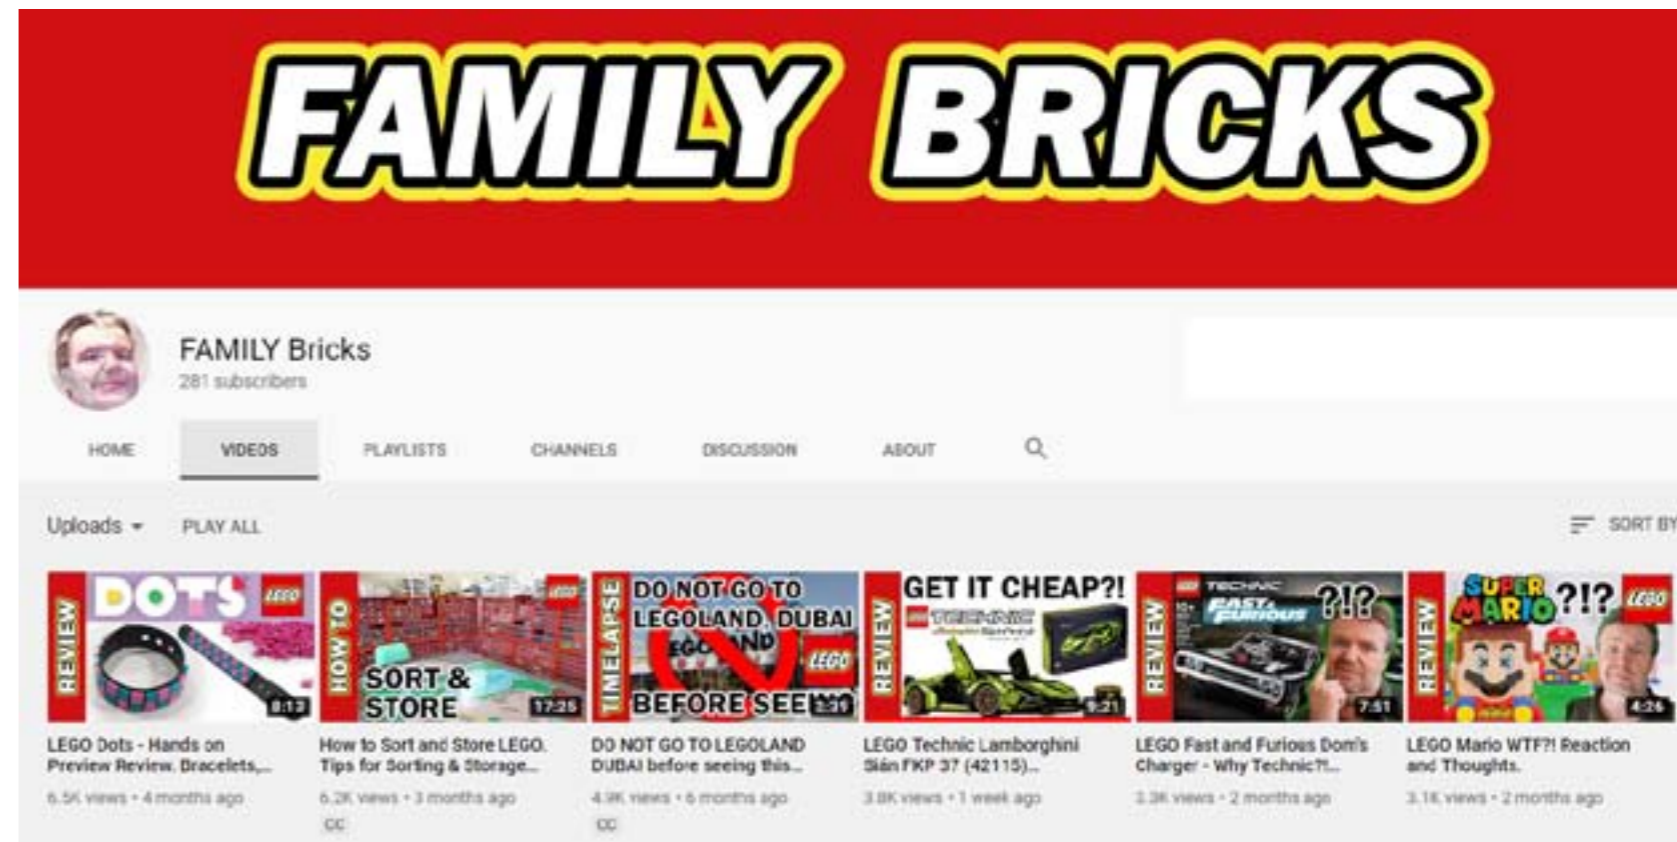 FAMILY BRICKS
FAMILY Bricks
281 subscribers
HOME VIDEOS PLAYLISTS CHANNELS DISCUSSION ABOUT
Uploads PLAY ALL SORT BY
REVIEW
DOTS
LEGO
8:13
HOW TO
LEGO
SORT &
STORE
17:25
TIMELAPSE
DO NOT GO TO
LEGOLAND, DUBAI
LEGO
REVIEW
GET IT CHEAP?!
TECHNIC
REVIEW
TECHNIC
10+
FAST &
FURIOUS
?!?
7:51
REVIEW
SUPER
MARIO
?!?
LEGO
4:26
LEGO Dots - Hands on
Preview Review. Bracelets,...
6.5K views • 4 months ago
How to Sort and Store LEGO.
Tips for Sorting & Storage...
6.2K views • 3 months ago
CC
DO NOT GO TO LEGOLAND
DUBAI before seeing this...
4.9K views • 6 months ago
CC
LEGO Technic Lamborghini
Sián FKP 37 (42115)...
3.8K views • 1 week ago
LEGO Fast and Furious Dom's
Charger - Why Technic?!...
3.3K views • 2 months ago
LEGO Mario WTF?! Reaction
and Thoughts.
3.1K views • 2 months ago